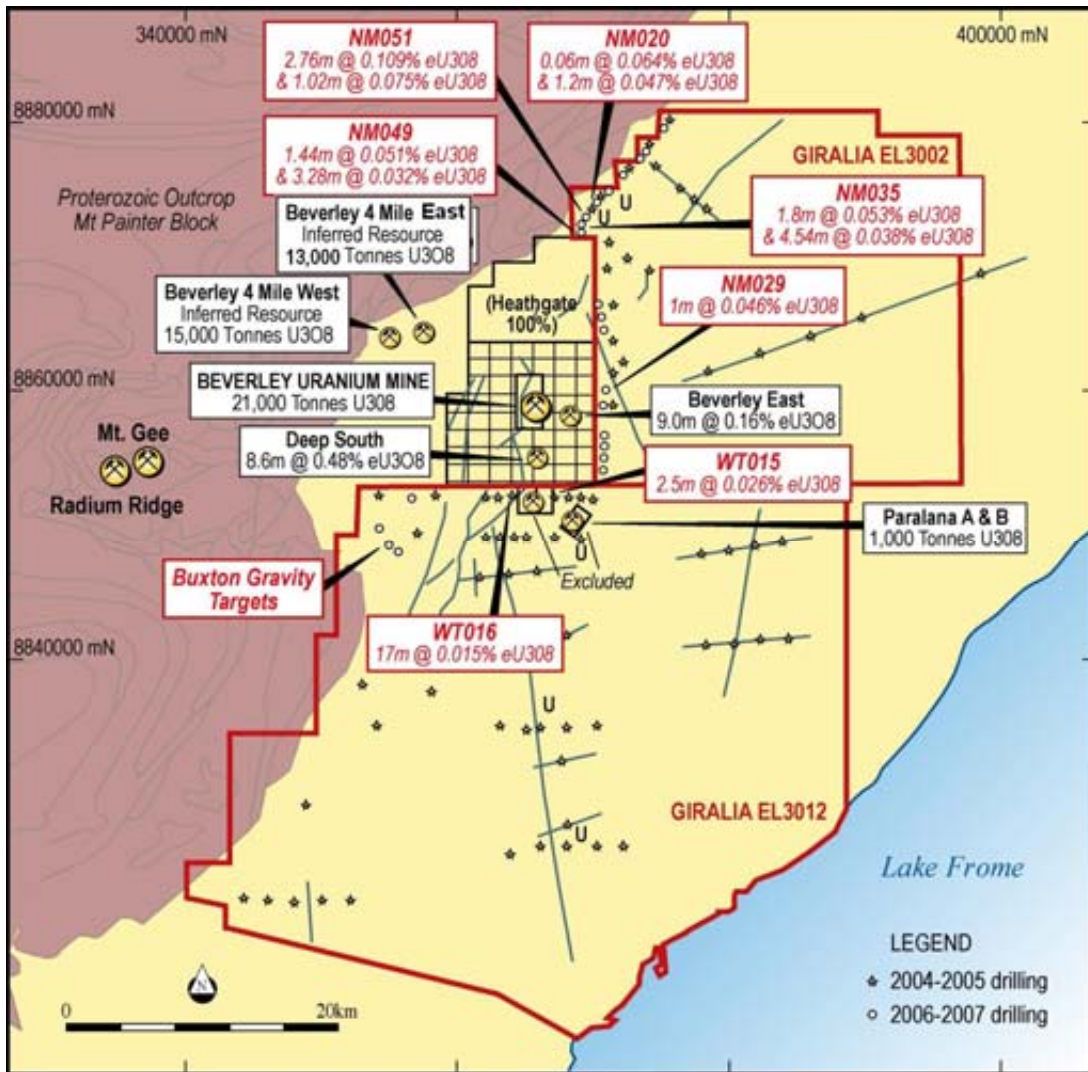 340000 mN
400000 mN
NM051
2.76m @ 0.109% eU308
& 1.02m @ 0.075% eU308
NM020
0.06m @ 0.064% eU308
& 1.2m @ 0.047% eU308
8880000 mN
NM049
1.44m @ 0.051% eU308
& 3.28m @ 0.032% eU308
GIRALIA EL3002
Proterozoic Outcrop
Mt Painter Block
NM035
1.8m @ 0.053% eU308
& 4.54m @ 0.038% eU308
U
U
Beverley 4 Mile East
Inferred Resource
13,000 Tonnes U3O8
Beverley 4 Mile West
Inferred Resource
15,000 Tonnes U3O8
(Heathgate
100%)
NM029
1m @ 0.046% eU308
8860000 mN
BEVERLEY URANIUM MINE
21,000 Tonnes U308
Beverley East
9.0m @ 0.16% eU3O8
Mt. Gee
Radium Ridge
Deep South
8.6m @ 0.48% eU3O8
WT015
2.5m @ 0.026% eU308
Paralana A & B
1,000 Tonnes U308
U
Excluded
Buxton Gravity
Targets
WT016
17m @ 0.015% eU308
8840000 mN
U
GIRALIA EL3012
U
Lake Frome
LEGEND
2004-2005 drilling
2006-2007 drilling
N
0
20km